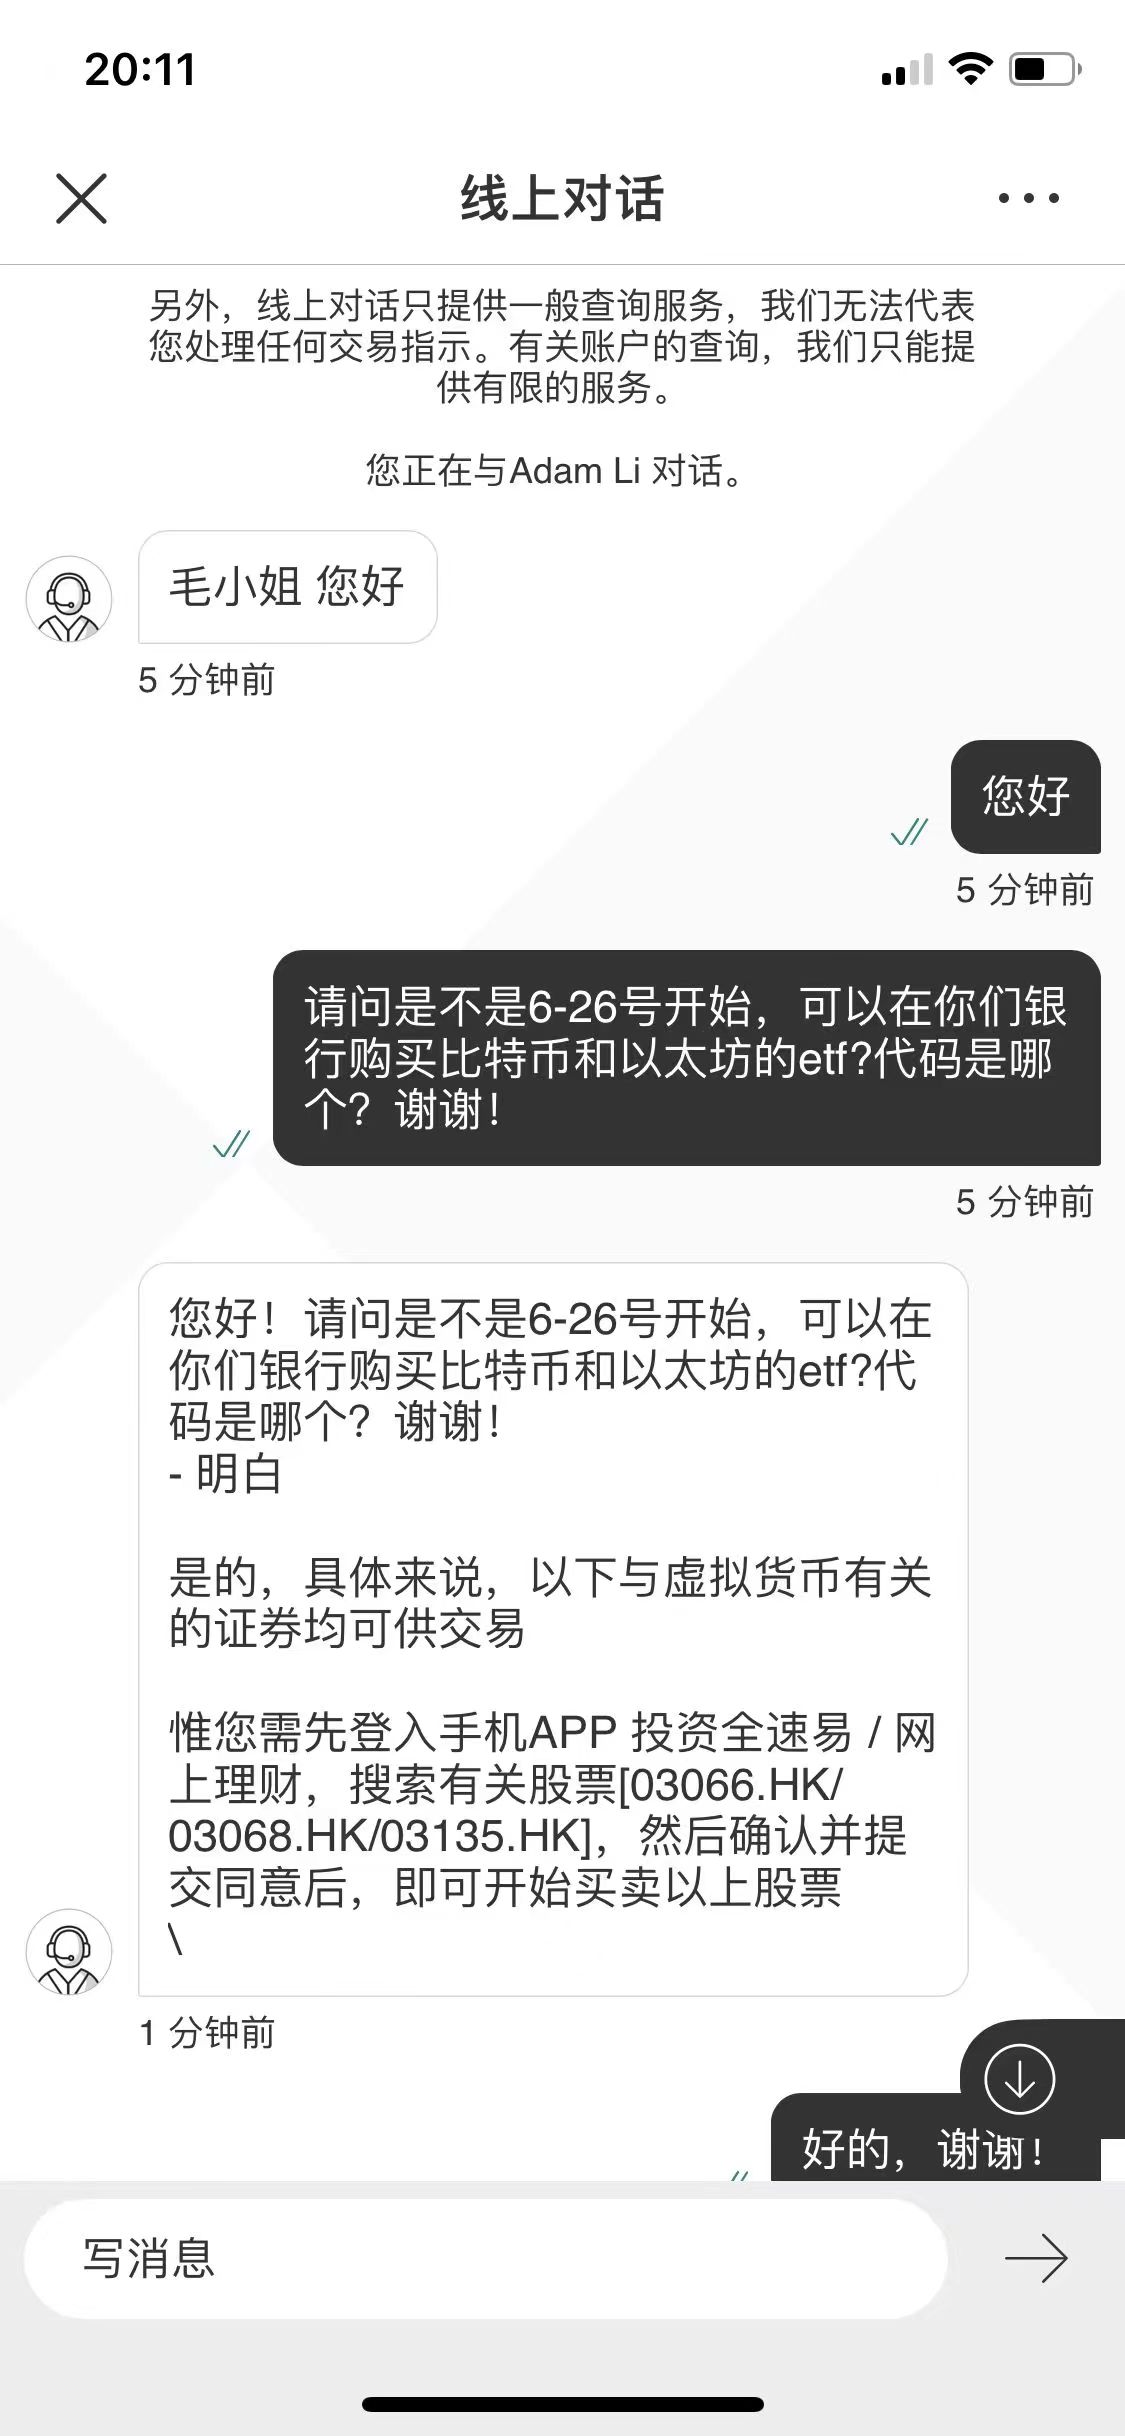 20:11
线上对话
另外，线上对话只提供一般查询服务，我们无法代表
您处理任何交易指示。有关账户的查询，我们只能提
供有限的服务。
您正在与Adam Li 对话。
毛小姐 您好
5 分钟前
您好
5 分钟前
请问是不是6-26号开始，可以在你们银
行购买比特币和以太坊的etf?代码是哪
个？谢谢！
5 分钟前
您好！请问是不是6-26号开始，可以在
你们银行购买比特币和以太坊的etf?代
码是哪个？谢谢！
- 明白
是的，具体来说，以下与虚拟货币有关
的证券均可供交易
惟您需先登入手机APP 投资全速易 / 网
上理财，搜索有关股票[03066.HK/
03068.HK/03135.HK]，然后确认并提
交同意后，即可开始买卖以上股票
\
1 分钟前
好的，谢谢！
写消息